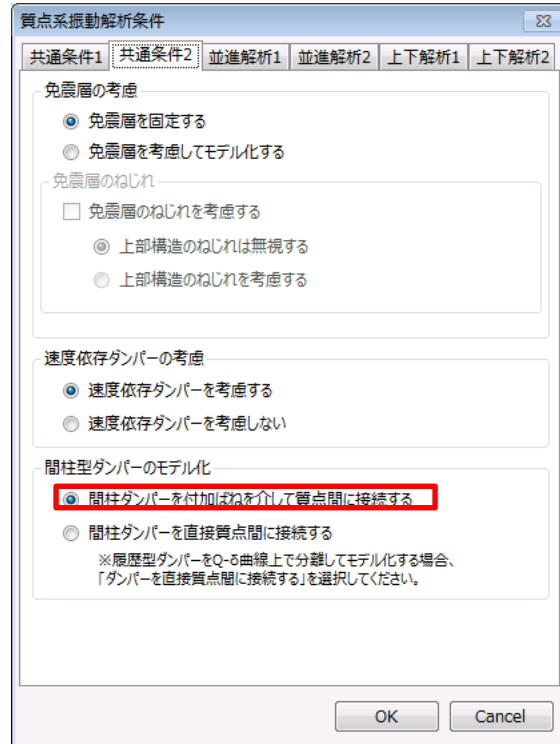 質点系振動解析条件
共通条件1 共通条件2 並進解析1 並進解析2 上下解析1 上下解析2
免震層の考慮
免震層を固定する
免震層を考慮してモデル化する
免震層のねじれ
免震層のねじれを考慮する
上部構造のねじれは無視する
上部構造のねじれを考慮する
速度依存ダンパーの考慮
速度依存ダンパーを考慮する
速度依存ダンパーを考慮しない
間柱型ダンパーのモデル化
間柱ダンパーを付加ばねを介して質点間に接続する
間柱ダンパーを直接質点間に接続する
※履歴型ダンパーをQ-δ曲線上で分離してモデル化する場合、
「ダンパーを直接質点間に接続する」を選択してください。
OK Cancel